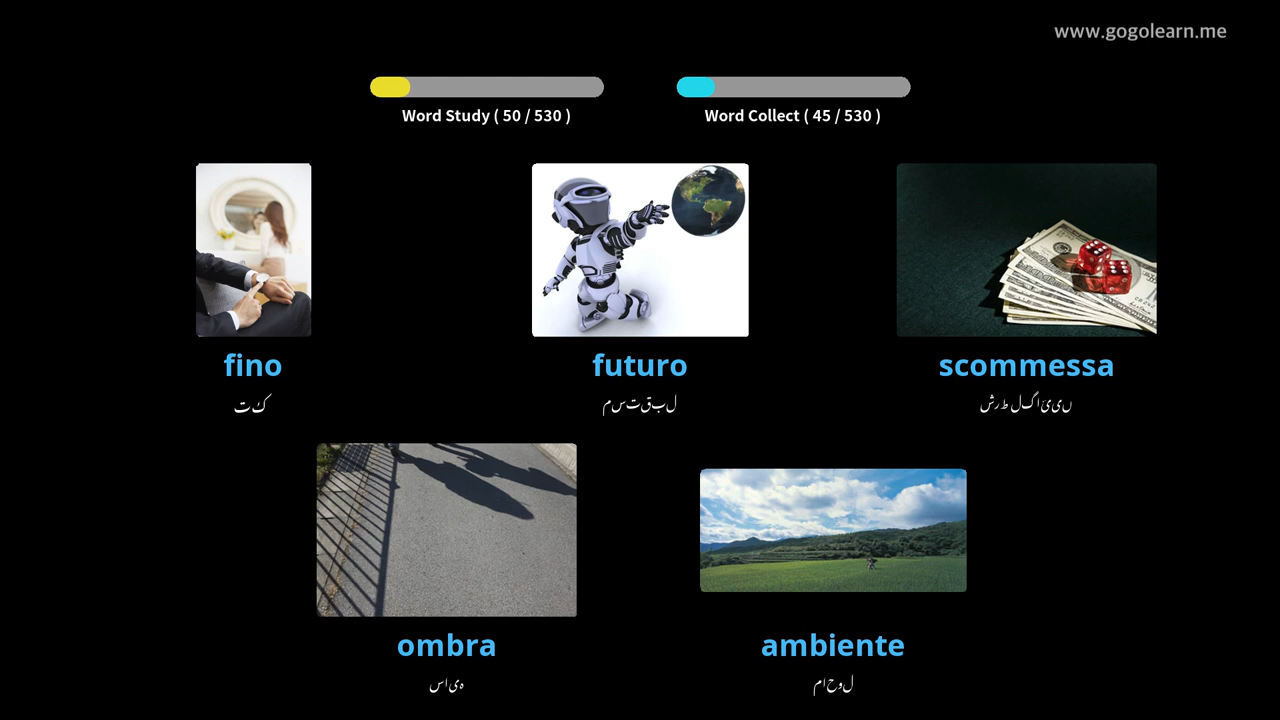 www.gogolearn.me
Word Study ( 50 / 530 )
Word Collect ( 45 / 530 )
fino
futuro
scommessa
تک
مستقبل
شرط لگائیں
ombra
ambiente
سایہ
ماحول